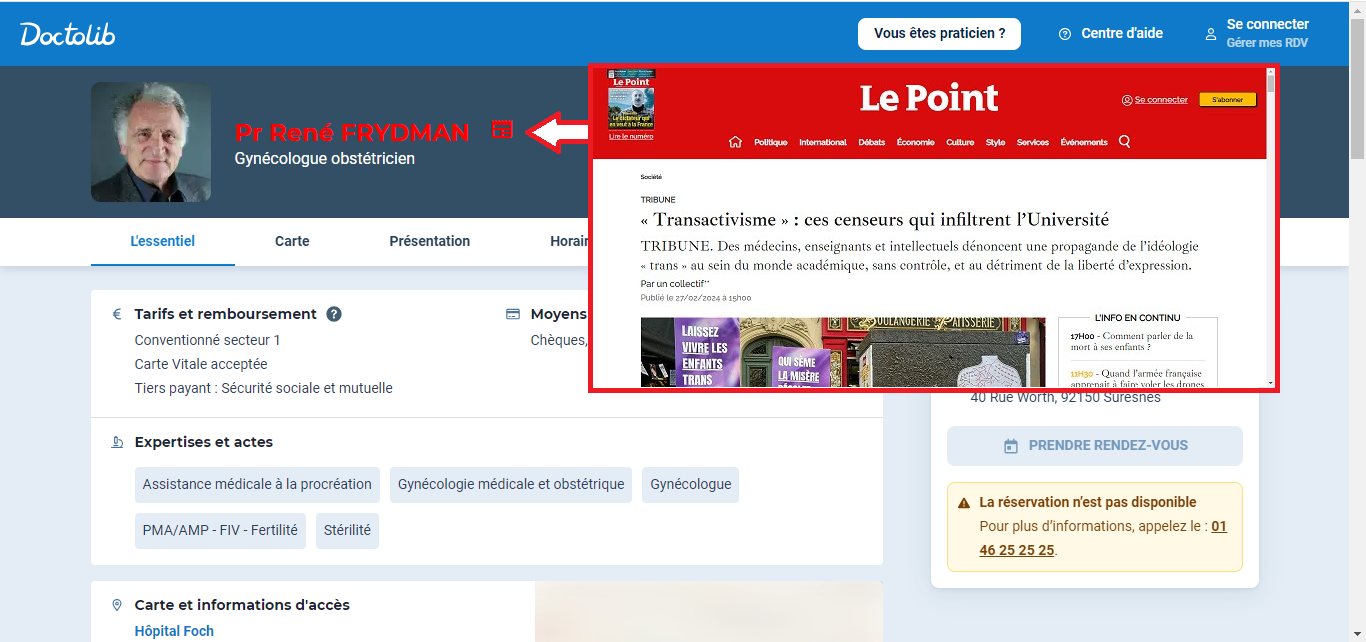 Doctolib
Vous êtes praticien ?
Centre d'aide
Se connecter
Gérer mes RDV
Pr René FRYDMAN
Gynécologue obstétricien
Le Point
Le dictateur qui
en veut à la France
Lire le numéro
Le Point
Se connecter
S'abonner
Politique
International
Débats
Économie
Culture
Style
Services
Événements
Société
TRIBUNE
« Transactivisme » : ces censeurs qui infiltrent l'Université
TRIBUNE. Des médecins, enseignants et intellectuels dénoncent une propagande de l'idéologie
« trans » au sein du monde académique, sans contrôle, et au détriment de la liberté d'expression.
Par un collectif**
Publié le 27/02/2024 à 15h00
LAISSEZ
VIVRE LES
ENFANTS
TRANS
QUI SÈME
LA MISÈRE
BOULANGERIE PATISSERIE
L'INFO EN CONTINU
17H00 - Comment parler de la
mort à ses enfants ?
11H30 - Quand l'armée française
apprenait à faire voler les drones
L'essentiel
Carte
Présentation
Horair
€ Tarifs et remboursement ?
Conventionné secteur 1
Carte Vitale acceptée
Tiers payant : Sécurité sociale et mutuelle
Moyens
Chèques,
Expertises et actes
Assistance médicale à la procréation
Gynécologie médicale et obstétrique
Gynécologue
PMA/AMP - FIV - Fertilité
Stérilité
40 Rue Worth, 92150 Suresnes
PRENDRE RENDEZ-VOUS
La réservation n'est pas disponible
Pour plus d'informations, appelez le : 01
46 25 25 25.
Carte et informations d'accès
Hôpital Foch